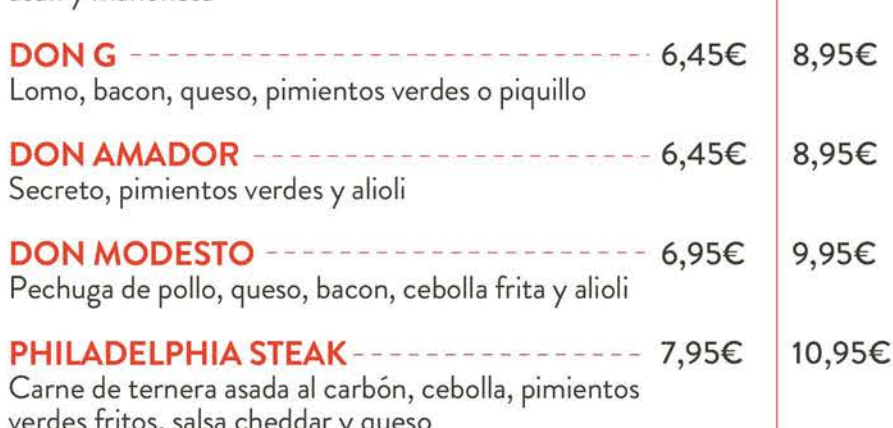 DON G 6,45€ 8,95€
Lomo, bacon, queso, pimientos verdes o piquillo
DON AMADOR 6,45€ 8,95€
Secreto, pimientos verdes y alioli
DON MODESTO 6,95€ 9,95€
Pechuga de pollo, queso, bacon, cebolla frita y alioli
PHILADELPHIA STEAK 7,95€ 10,95€
Carne de ternera asada al carbón, cebolla, pimientos
verdes fritos, salsa cheddar y queso